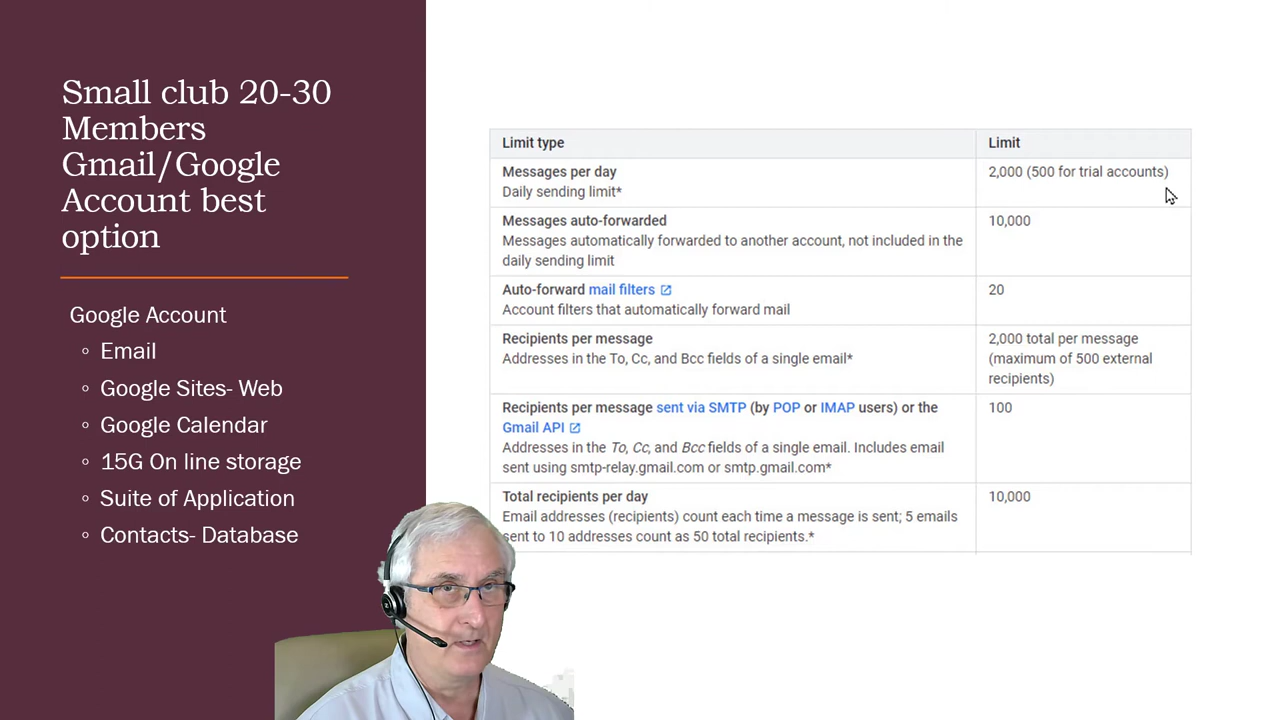 Small club 20-30
Members
Gmail/Google
Account best
option
Google Account
Email
Google Sites- Web
Google Calendar
15G On line storage
Suite of Application
Contacts- Database
Limit type
Limit
Messages per day
Daily sending limit*
2,000 (500 for trial accounts)
Messages auto-forwarded
Messages automatically forwarded to another account, not included in the
daily sending limit
10,000
Auto-forward mail filters
Account filters that automatically forward mail
20
Recipients per message
Addresses in the To, Cc, and Bcc fields of a single email*
2,000 total per message
(maximum of 500 external
recipients)
Recipients per message sent via SMTP (by POP or IMAP users) or the
Gmail API
Addresses in the To, Cc, and Bcc fields of a single email. Includes email
sent using smtp-relay.gmail.com or smtp.gmail.com*
100
Total recipients per day
Email addresses (recipients) count each time a message is sent; 5 emails
sent to 10 addresses count as 50 total recipients.*
10,000